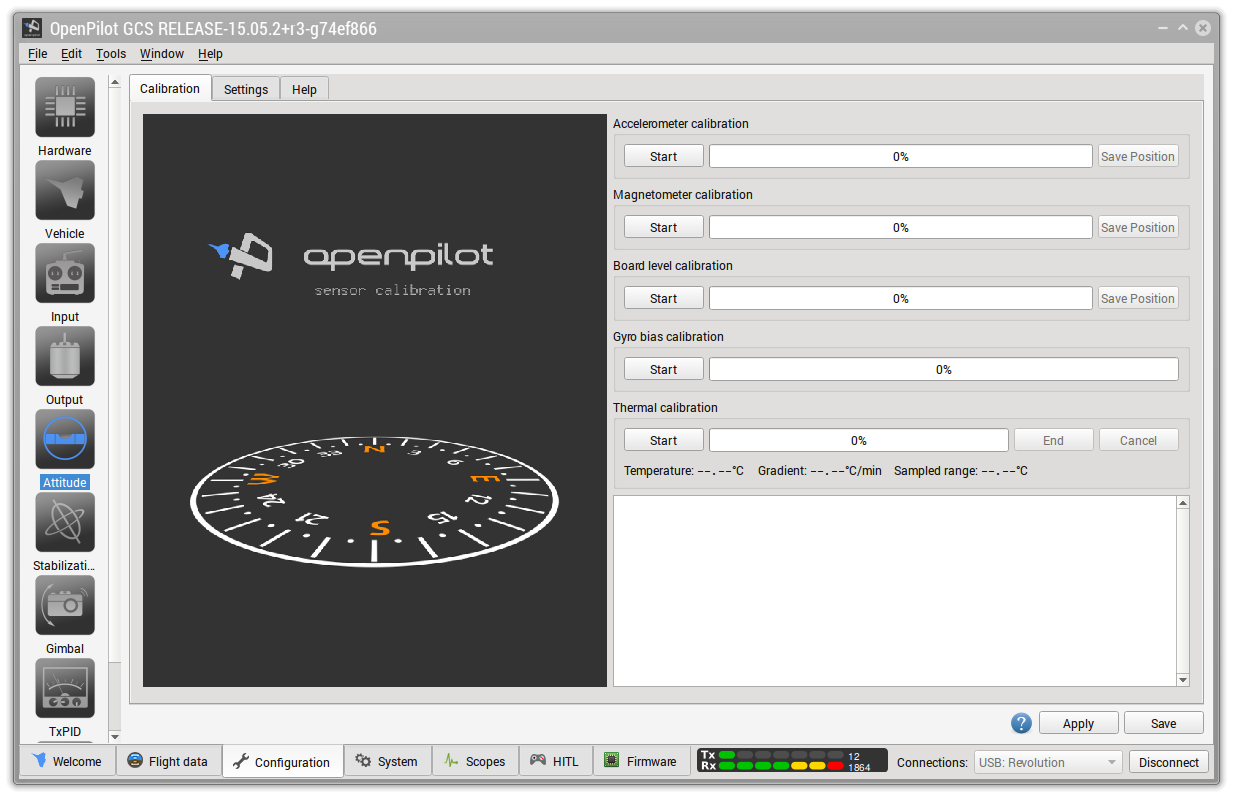 OpenPilot GCS RELEASE-15.05.2+r3-g74ef866
File Edit Tools Window Help
Calibration Settings Help
Hardware
Vehicle
Input
Output
Attitude
Stabilizati...
Gimbal
TxPID
openpilot
sensor calibration
30 33 N 3 6
W E
24 12
21 S 15
Accelerometer calibration
Start 0% Save Position
Magnetometer calibration
Start 0% Save Position
Board level calibration
Start 0% Save Position
Gyro bias calibration
Start 0%
Thermal calibration
Start 0% End Cancel
Temperature: --.--°C Gradient: --.--°C/min Sampled range: --.--°C
? Apply Save
Welcome Flight data Configuration System Scopes HITL Firmware
Tx 12
Rx 1864
Connections: USB: Revolution Disconnect